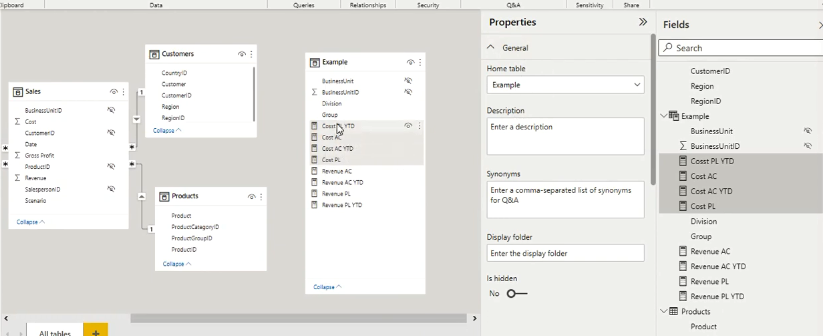 lipboard
Data
Queries
Relationships
Security
Q&A
Sensitivity
Share
Customers
CountryID
Customer
CustomerID
Region
RegionID
Collapse
Sales
BusinessUnitID
Cost
CustomerID
Date
Gross Profit
ProductID
Revenue
SalespersonID
Scenario
Collapse
1
*
*
*
*
1
Products
Product
ProductCategoryID
ProductGroupID
ProductID
Collapse
Example
BusinessUnit
BusinessUnitID
Division
Group
Cosst PL YTD
Cost AC
Cost AC YTD
Cost PL
Revenue AC
Revenue AC YTD
Revenue PL
Revenue PL YTD
Collapse
All tables
+
Properties
General
Home table
Example
Description
Enter a description
Synonyms
Enter a comma-separated list of synonyms
for Q&A
Display folder
Enter the display folder
Is hidden
No
Fields
Search
CustomerID
Region
RegionID
Example
BusinessUnit
BusinessUnitID
Cosst PL YTD
Cost AC
Cost AC YTD
Cost PL
Division
Group
Revenue AC
Revenue AC YTD
Revenue PL
Revenue PL YTD
Products
Product